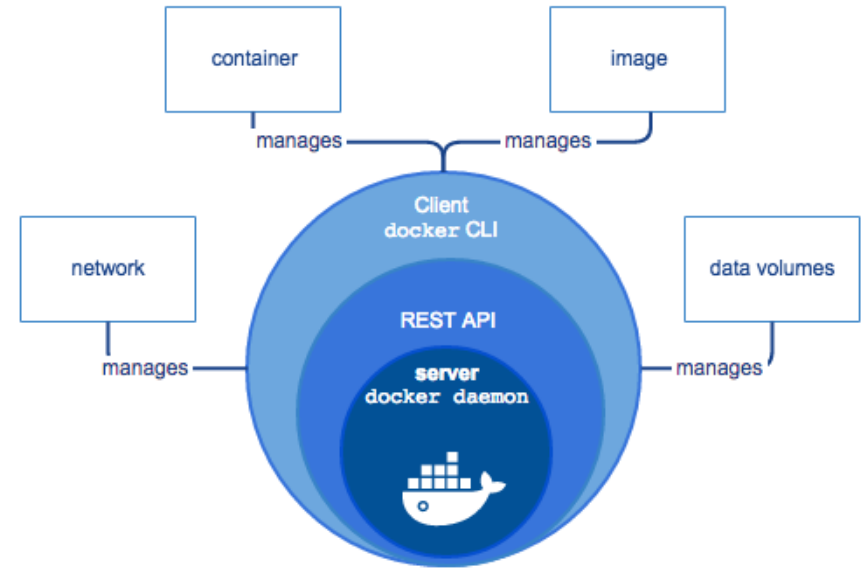 container
image
manages
manages
Client
docker CLI
network
data volumes
REST API
manages
server
manages
docker daemon